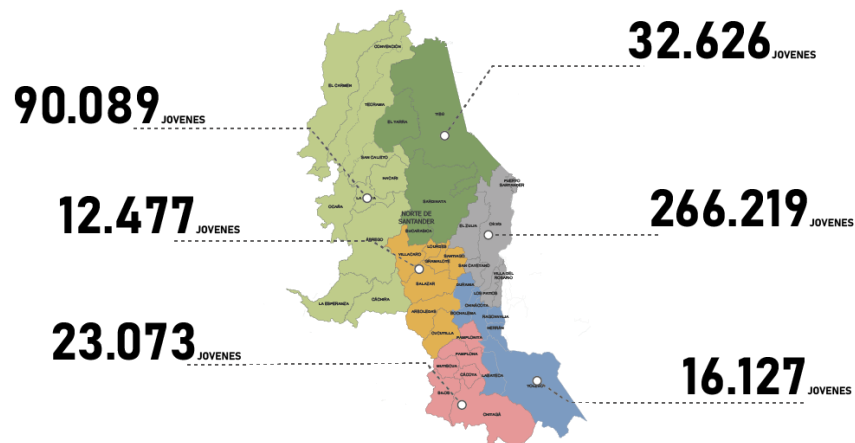 32.626 JOVENES
90.089 JOVENES
12.477 JOVENES
266.219 JOVENES
23.073 JOVENES
16.127 JOVENES
CONVENCIÓN
EL CARMEN
TEORAMA
EL TARRA
TIBÚ
SAN CALIXTO
HACARÍ
OCAÑA
ÁBREGO
LA ESPERANZA
CÁCHIRA
SARDINATA
PUERTO SANTANDER
NORTE DE SANTANDER
BUCARASICA
EL ZULIA
LOURDES
VILLACARO
GRAMALOTE
SANTIAGO
SAN CAYETANO
VILLA DEL ROSARIO
SALAZAR
DURANIA
LOS PATIOS
CHINÁCOTA
BOCHALEMA
RAGONVALIA
HERRÁN
ARBOLEDAS
CUCUTILLA
PAMPLONITA
PAMPLONA
MUTISCUA
CÁCOTA
LABATECA
SILOS
CHITAGÁ